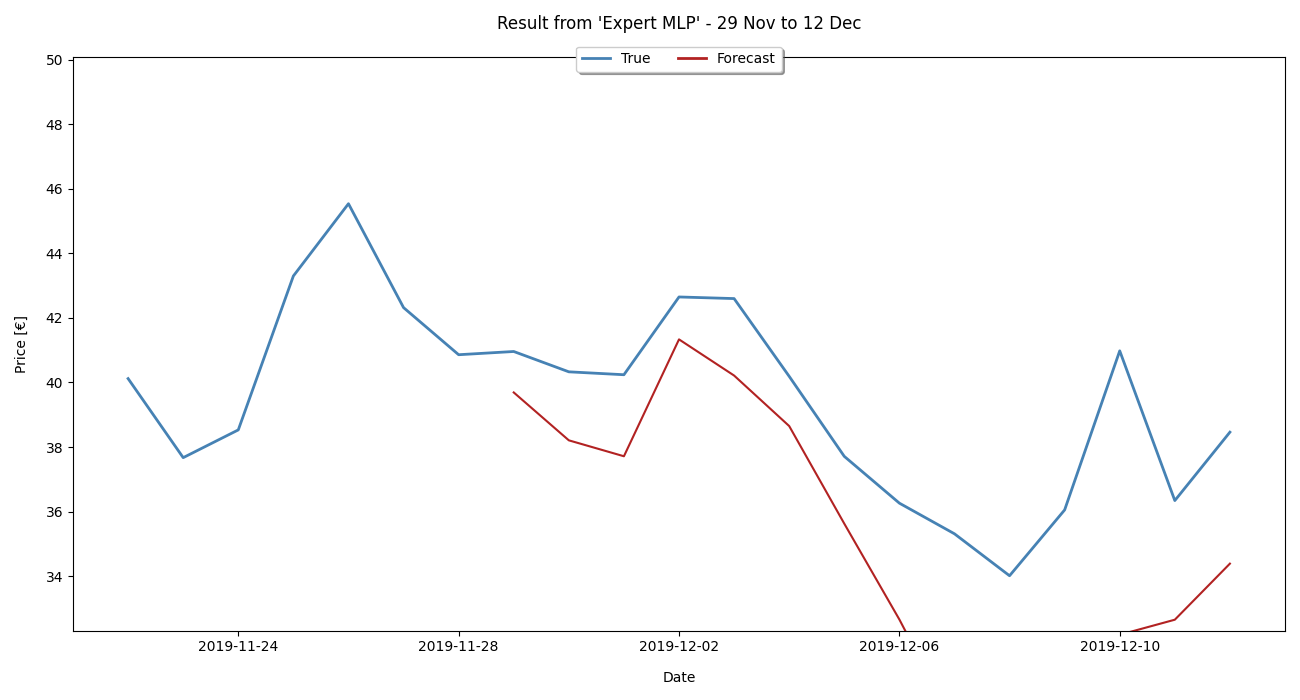 Result from 'Expert MLP' - 29 Nov to 12 Dec
True Forecast
50
48
46
44
42
40
38
36
34
Price [€]
2019-11-24 2019-11-28 2019-12-02 2019-12-06 2019-12-10
Date